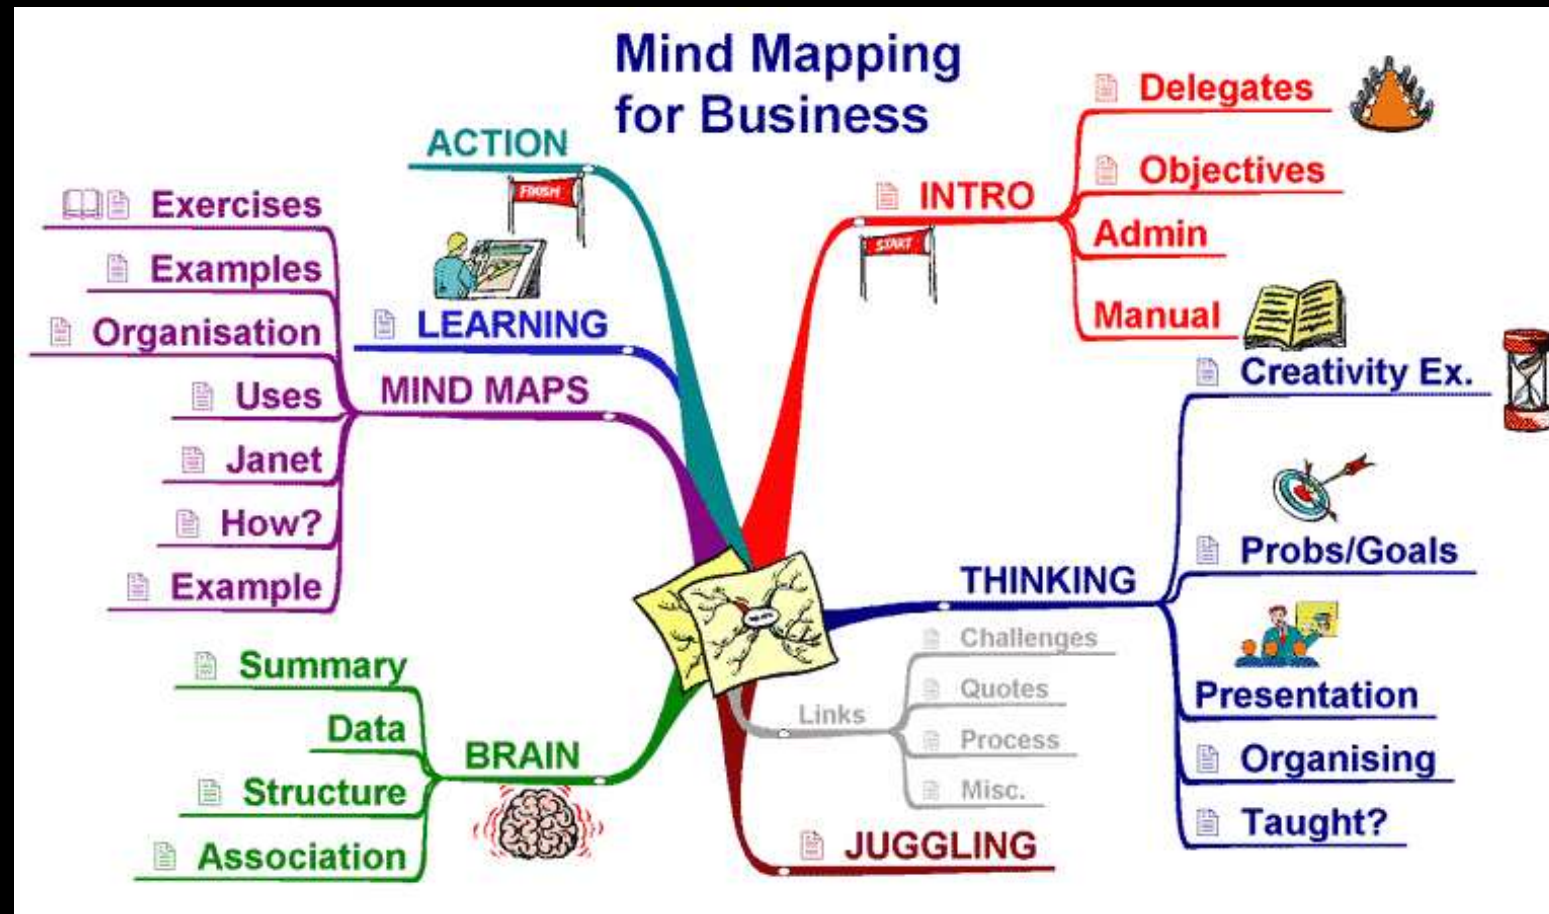 Mind Mapping
for Business
ACTION
FINISH
Exercises
Examples
Organisation
LEARNING
Uses
MIND MAPS
Janet
How?
Example
Summary
Data
BRAIN
Structure
Association
Delegates
Objectives
INTRO
START
Admin
Manual
Creativity Ex.
Probs/Goals
THINKING
Presentation
Organising
Taught?
Challenges
Quotes
Links
Process
Misc.
JUGGLING